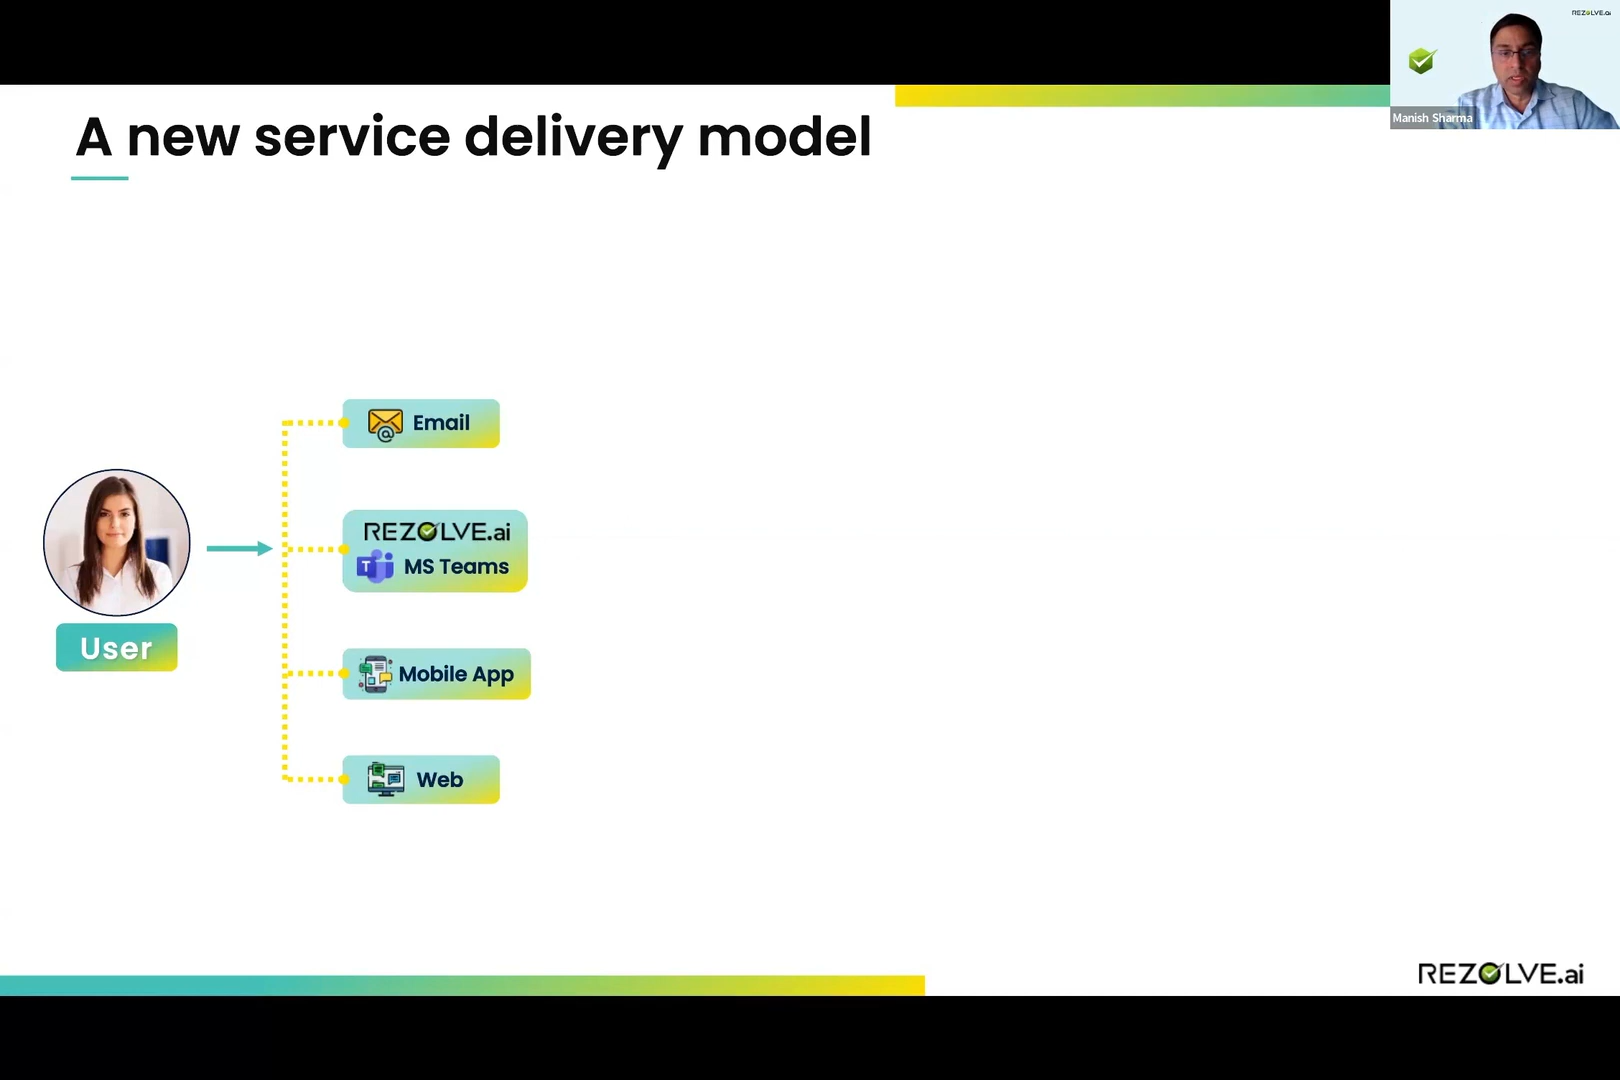 REZOLVE.ai
Manish Sharma
A new service delivery model
Email
REZOLVE.ai
T
MS Teams
Mobile App
Web
User
REZOLVE.ai